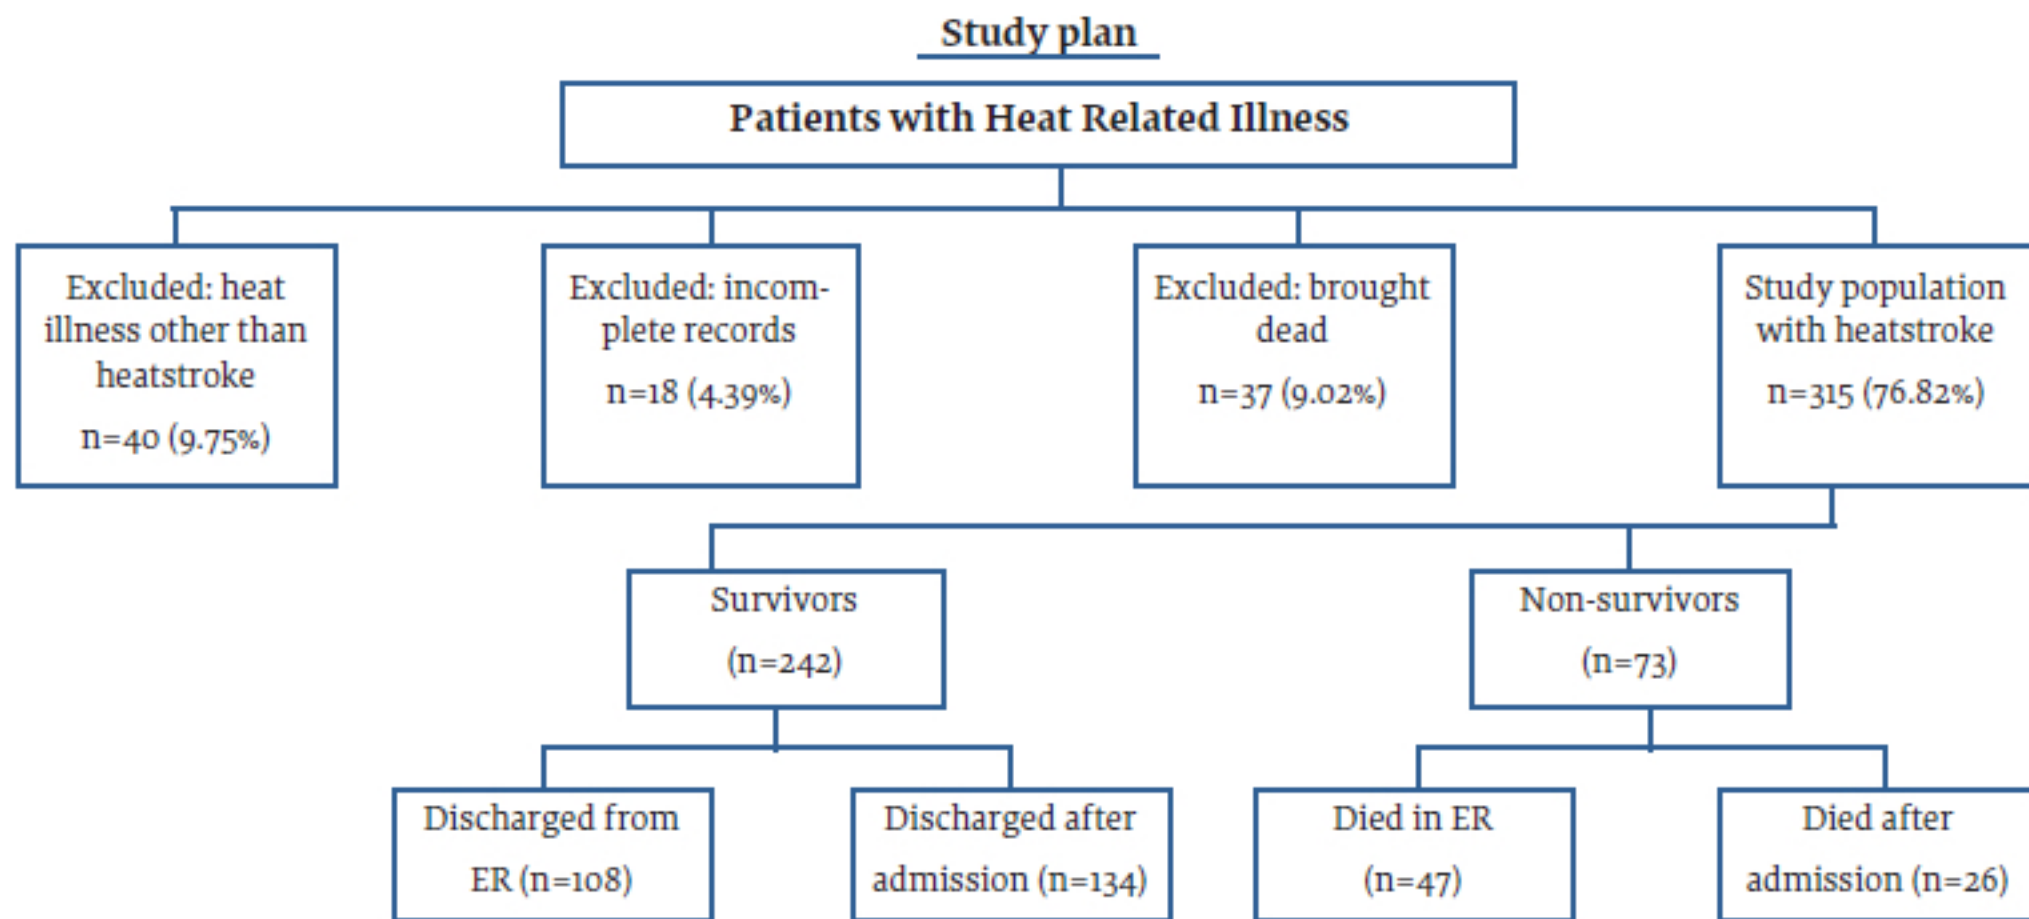 Study plan
Patients with Heat Related Illness
Excluded: heat
illness other than
heatstroke
n=40 (9.75%)
Excluded: incom-
plete records
n=18 (4.39%)
Excluded: brought
dead
n=37 (9.02%)
Study population
with heatstroke
n=315 (76.82%)
Survivors
(n=242)
Non-survivors
(n=73)
Discharged from
ER (n=108)
Discharged after
admission (n=134)
Died in ER
(n=47)
Died after
admission (n=26)